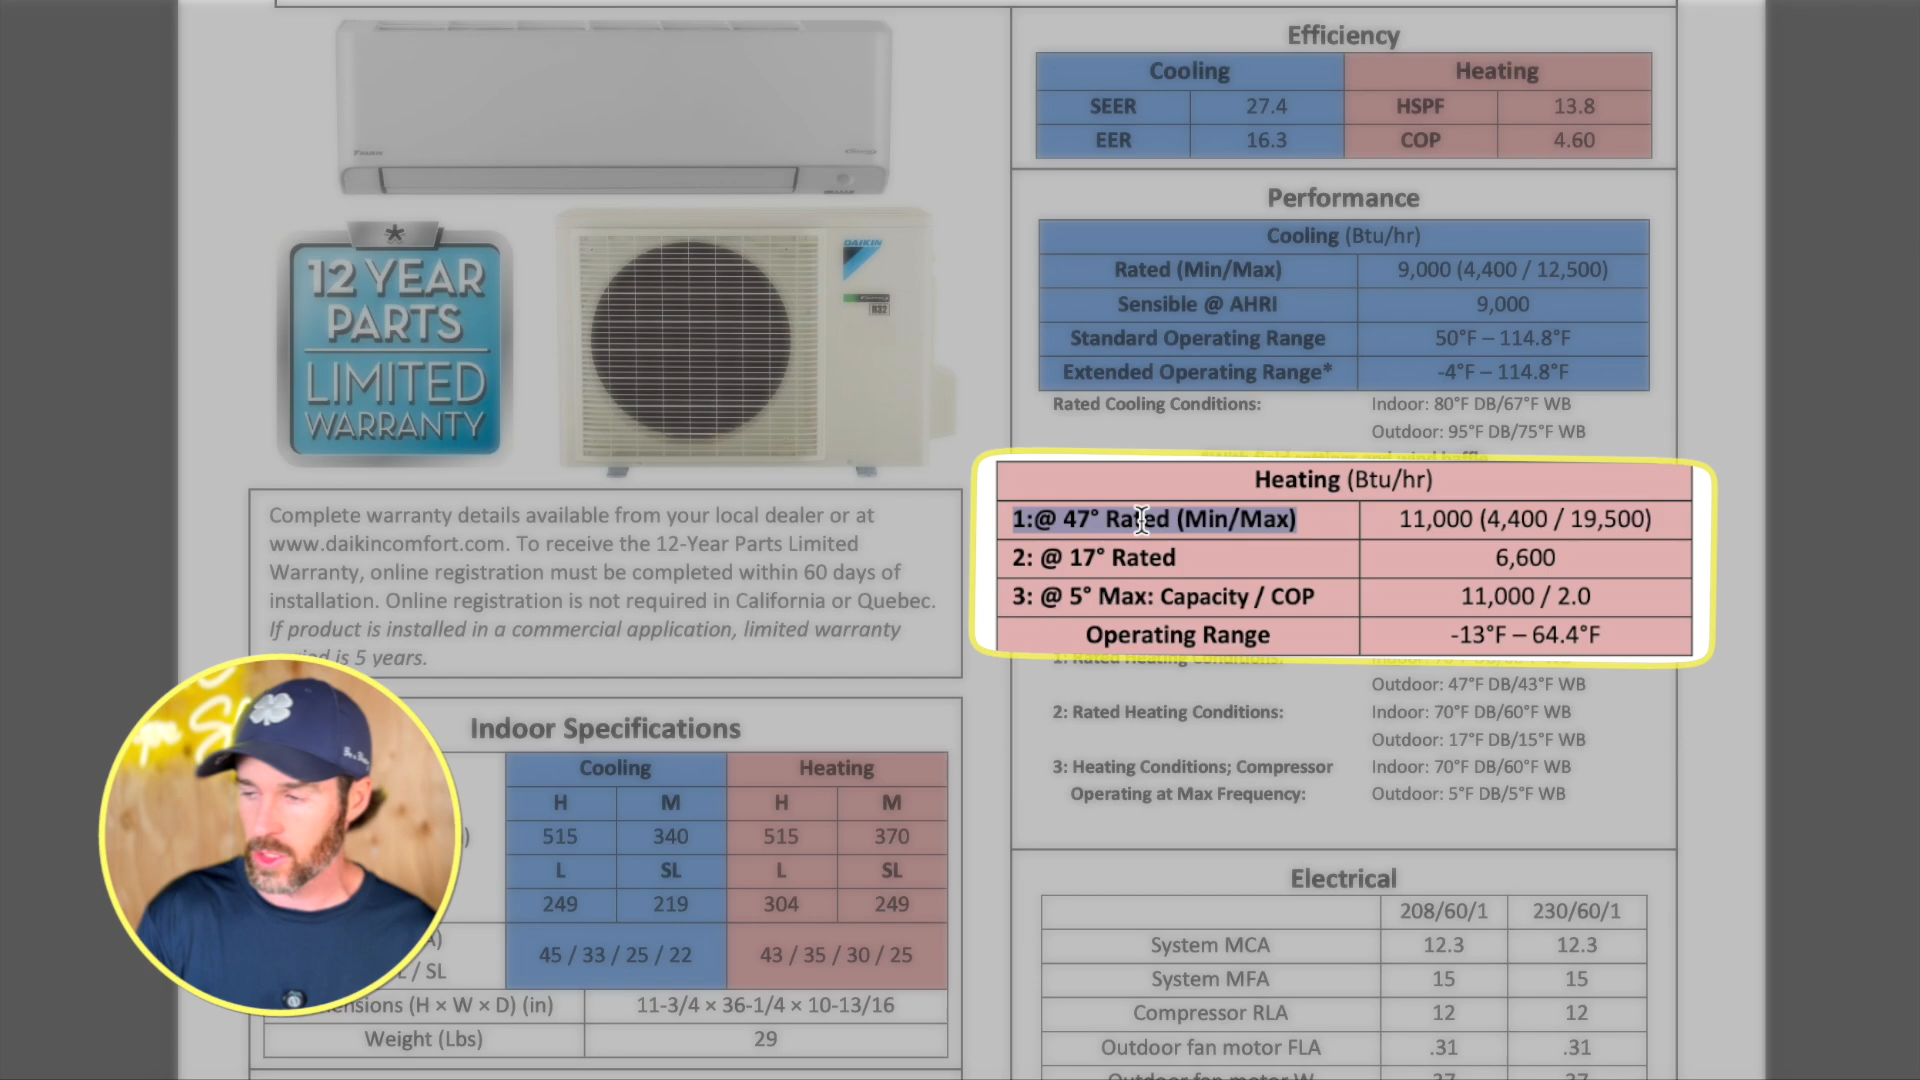 DAIKIN
R32
*
12 YEAR
PARTS
LIMITED
WARRANTY
Complete warranty details available from your local dealer or at
www.daikincomfort.com. To receive the 12-Year Parts Limited
Warranty, online registration must be completed within 60 days of
installation. Online registration is not required in California or Quebec.
If product is installed in a commercial application, limited warranty
is 5 years.
Indoor Specifications
Cooling Heating
H M H M
515 340 515 370
L SL L SL
249 219 304 249
45 / 33 / 25 / 22 43 / 35 / 30 / 25
/ SL
(H × W × D) (in) 11-3/4 × 36-1/4 × 10-13/16
Weight (Lbs) 29
Efficiency
Cooling Heating
SEER 27.4 HSPF 13.8
EER 16.3 COP 4.60
Performance
Cooling (Btu/hr)
Rated (Min/Max) 9,000 (4,400 / 12,500)
Sensible @ AHRI 9,000
Standard Operating Range 50°F – 114.8°F
Extended Operating Range* -4°F – 114.8°F
Rated Cooling Conditions: Indoor: 80°F DB/67°F WB
Outdoor: 95°F DB/75°F WB
Heating (Btu/hr)
1:@ 47° Rated (Min/Max) 11,000 (4,400 / 19,500)
2: @ 17° Rated 6,600
3: @ 5° Max: Capacity / COP 11,000 / 2.0
Operating Range -13°F – 64.4°F
Outdoor: 47°F DB/43°F WB
2: Rated Heating Conditions: Indoor: 70°F DB/60°F WB
Outdoor: 17°F DB/15°F WB
3: Heating Conditions; Compressor Indoor: 70°F DB/60°F WB
Operating at Max Frequency: Outdoor: 5°F DB/5°F WB
Electrical
208/60/1 230/60/1
System MCA 12.3 12.3
System MFA 15 15
Compressor RLA 12 12
Outdoor fan motor FLA .31 .31